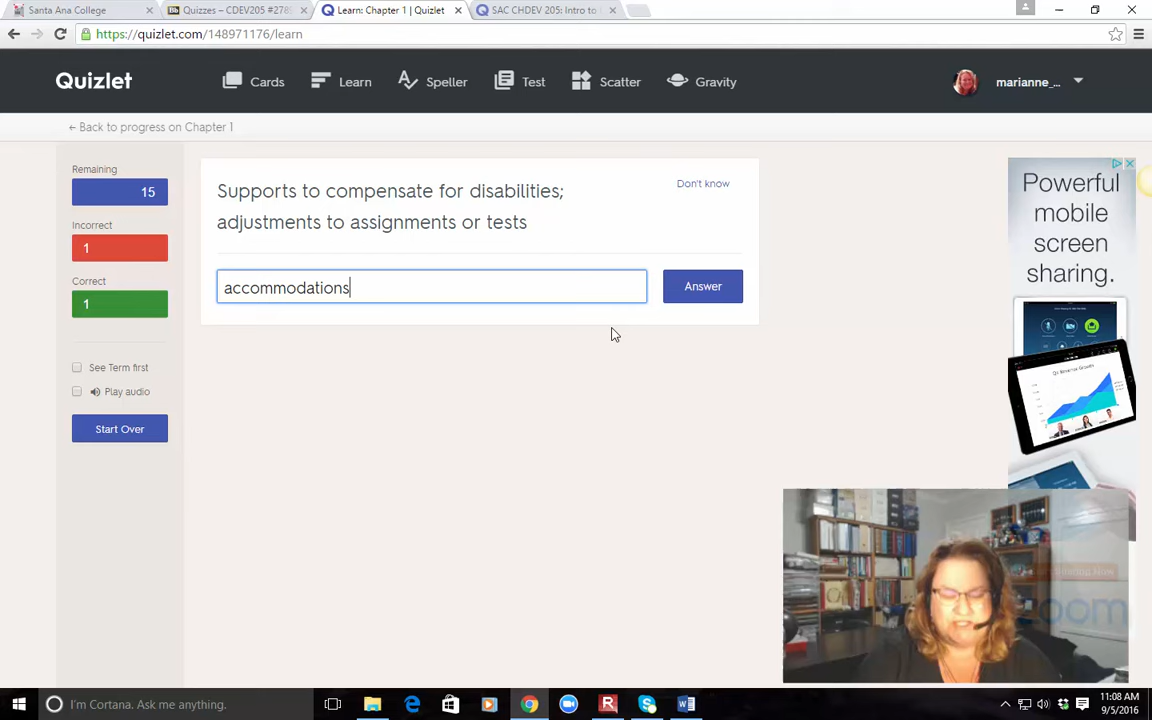 Santa Ana College
Bb Quizzes – CDEV205 #2785
Learn: Chapter 1 | Quizlet
SAC CHDEV 205: Intro to
https://quizlet.com/148971176/learn
Quizlet
Cards
Learn
Speller
Test
Scatter
Gravity
marianne_...
← Back to progress on Chapter 1
Remaining
15
Incorrect
1
Correct
1
See Term first
Play audio
Start Over
Supports to compensate for disabilities;
adjustments to assignments or tests
Don't know
accommodations
Answer
Powerful
mobile
screen
sharing.
zoom
I'm Cortana. Ask me anything.
11:08 AM
9/5/2016